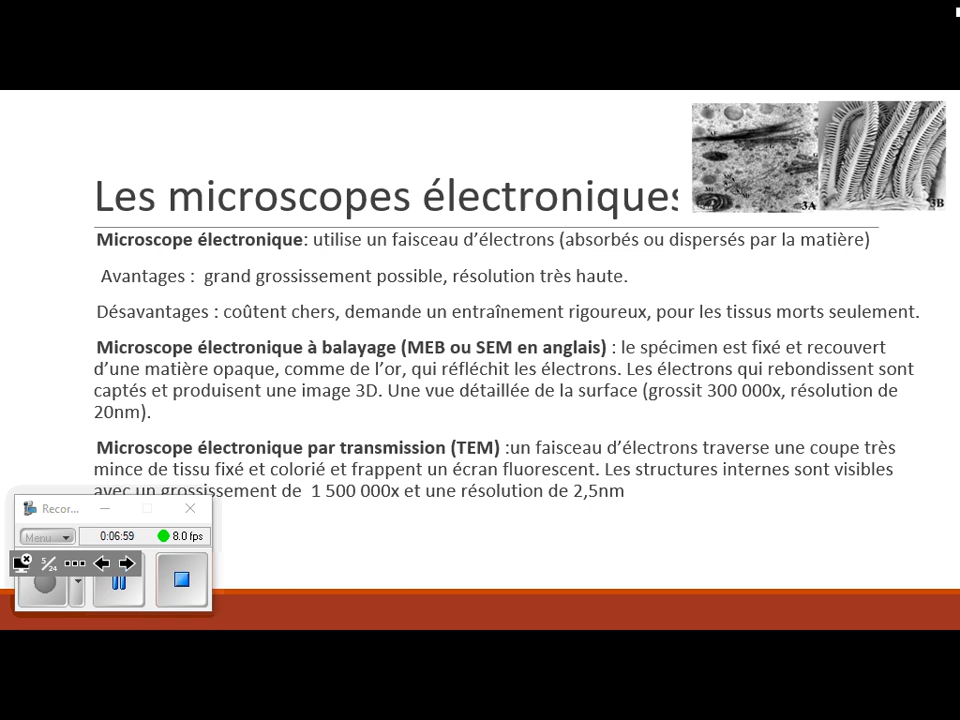 Les microscopes électroniques
3A
3B
Microscope électronique: utilise un faisceau d’électrons (absorbés ou dispersés par la matière)
Avantages : grand grossissement possible, résolution très haute.
Désavantages : coûtent chers, demande un entraînement rigoureux, pour les tissus morts seulement.
Microscope électronique à balayage (MEB ou SEM en anglais) : le spécimen est fixé et recouvert
d’une matière opaque, comme de l’or, qui réfléchit les électrons. Les électrons qui rebondissent sont
captés et produisent une image 3D. Une vue détaillée de la surface (grossit 300 000x, résolution de
20nm).
Microscope électronique par transmission (TEM) :un faisceau d’électrons traverse une coupe très
mince de tissu fixé et colorié et frappent un écran fluorescent. Les structures internes sont visibles
avec un grossissement de 1 500 000x et une résolution de 2,5nm
Recor...
Menu
0:06:59
8.0 fps
5/24